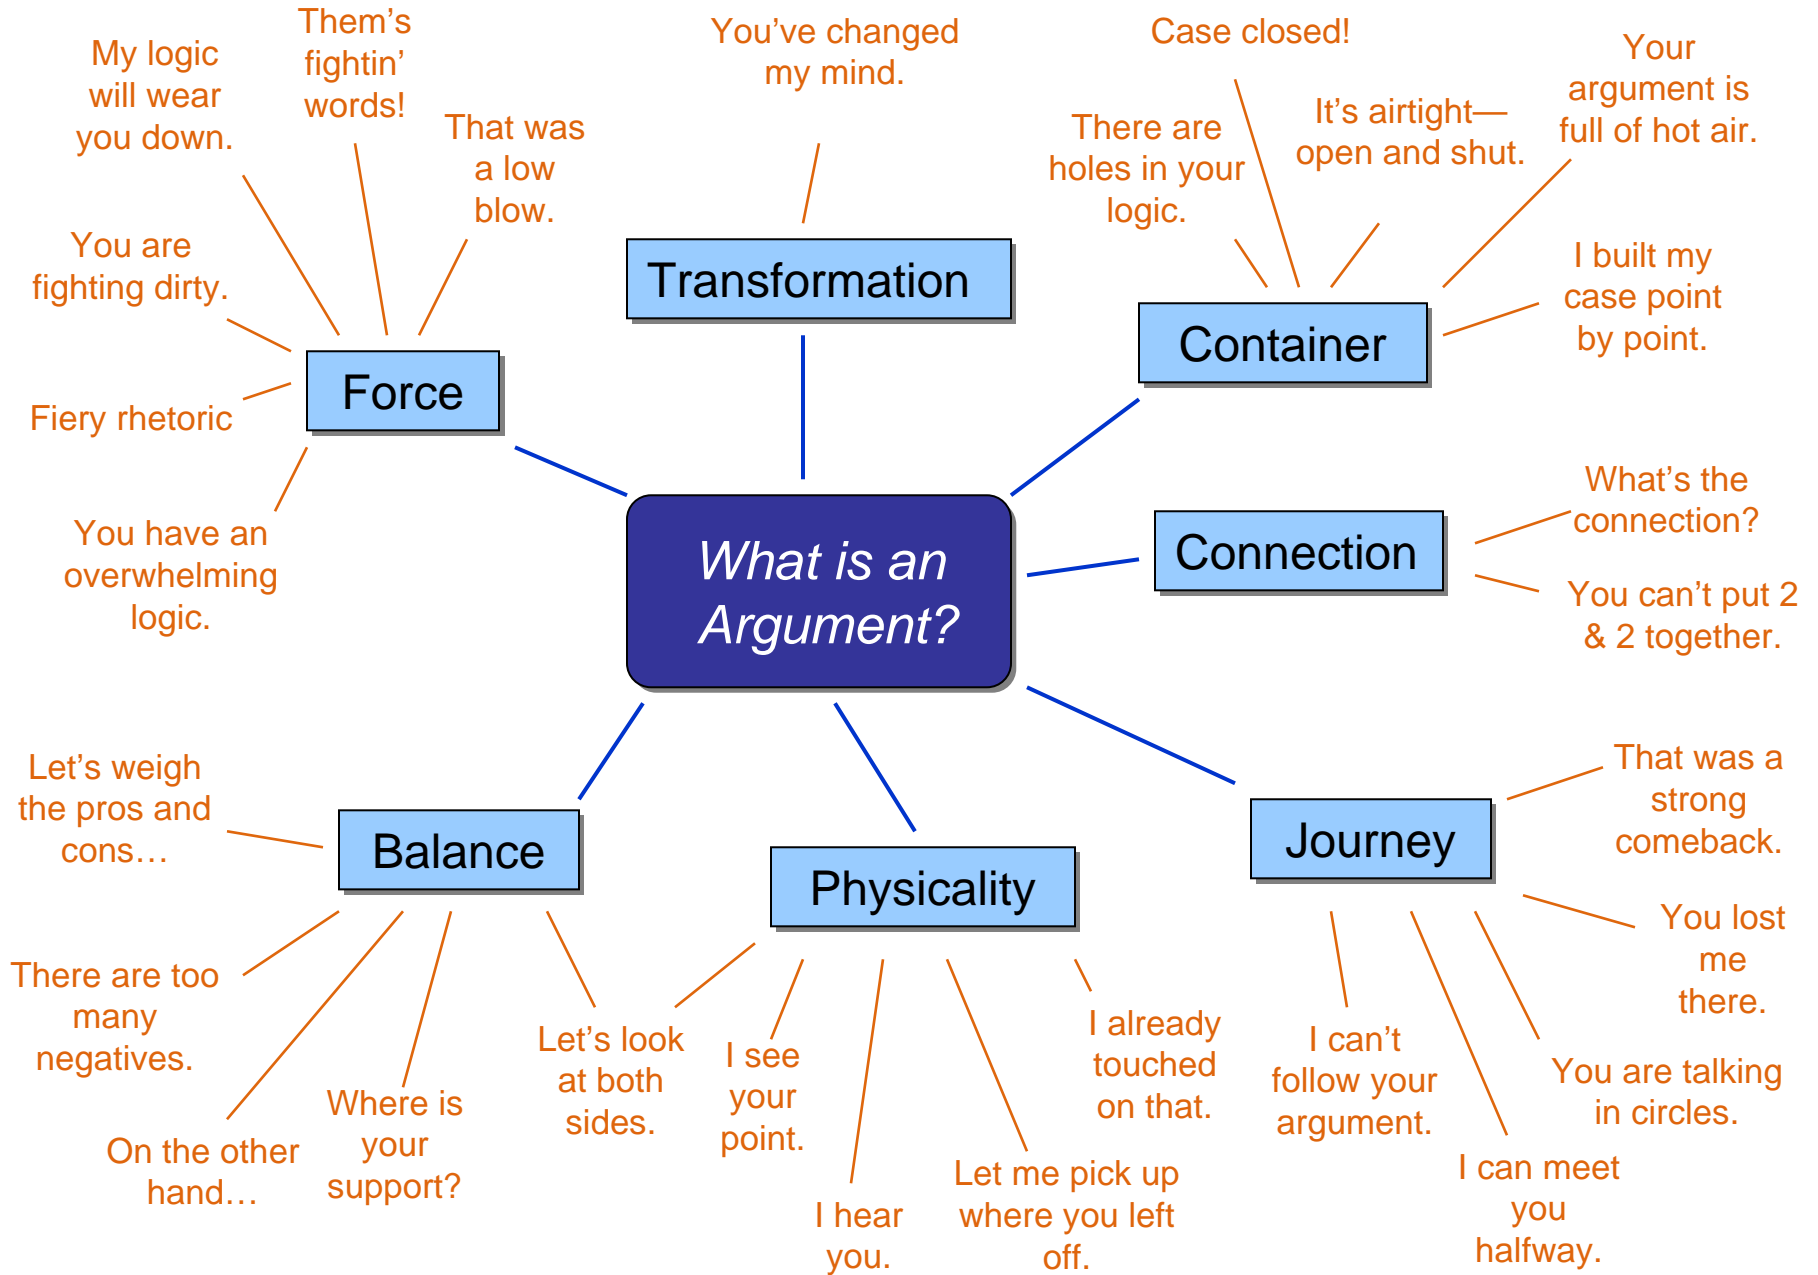 My logic
will wear
you down.
Them’s
fightin’
words!
That was
a low
blow.
You are
fighting dirty.
Fiery rhetoric
You have an
overwhelming
logic.
Force
You’ve changed
my mind.
Transformation
Case closed!
There are
holes in your
logic.
It’s airtight—
open and shut.
Your
argument is
full of hot air.
I built my
case point
by point.
Container
What is an
Argument?
Connection
What’s the
connection?
You can’t put 2
& 2 together.
Let’s weigh
the pros and
cons…
Balance
There are too
many
negatives.
On the other
hand…
Where is
your
support?
Let’s look
at both
sides.
Physicality
I see
your
point.
I hear
you.
Let me pick up
where you left
off.
I already
touched
on that.
Journey
That was a
strong
comeback.
You lost
me
there.
You are talking
in circles.
I can’t
follow your
argument.
I can meet
you
halfway.